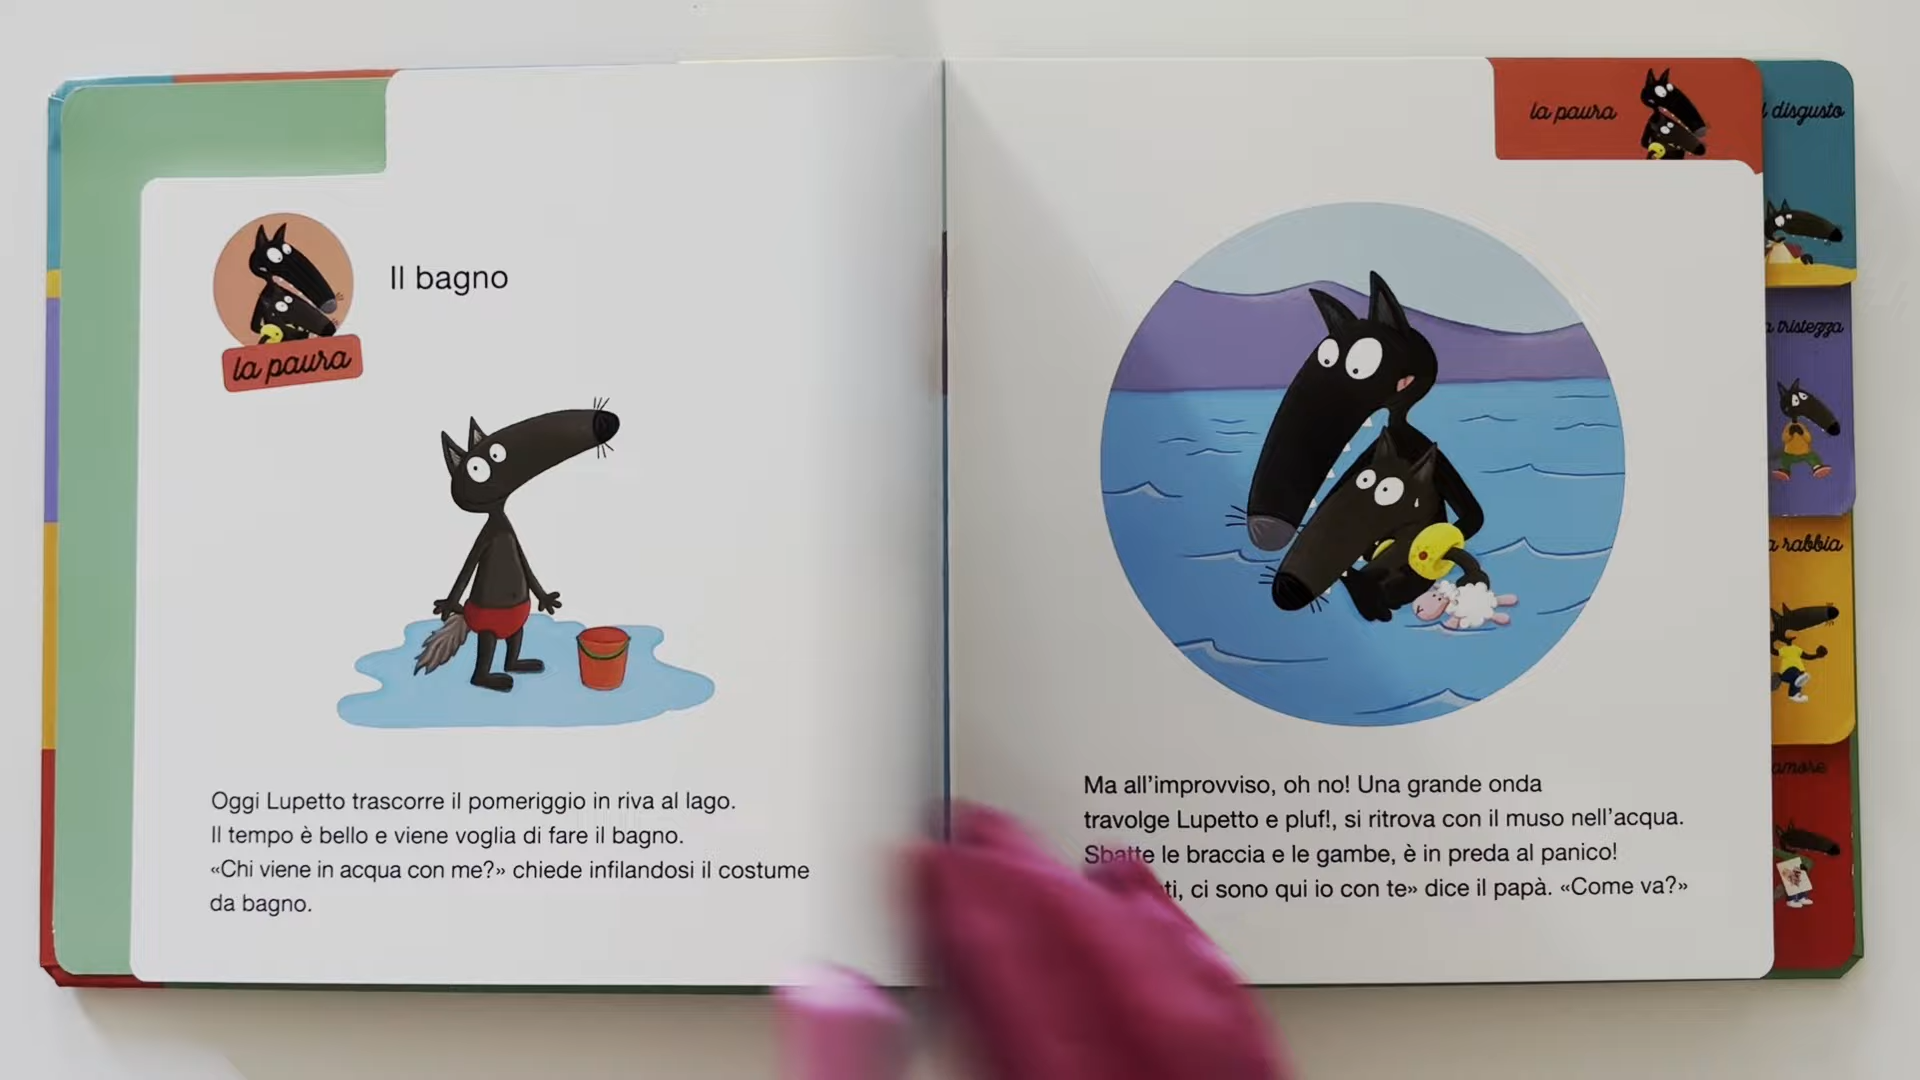 Il bagno
la paura
Oggi Lupetto trascorre il pomeriggio in riva al lago.
Il tempo è bello e viene voglia di fare il bagno.
«Chi viene in acqua con me?» chiede infilandosi il costume
da bagno.
la paura
Ma all'improvviso, oh no! Una grande onda
travolge Lupetto e pluf!, si ritrova con il muso nell'acqua.
Sbatte le braccia e le gambe, è in preda al panico!
ci sono qui io con te» dice il papà. «Come va?»
disgusto
tristezza
rabbia